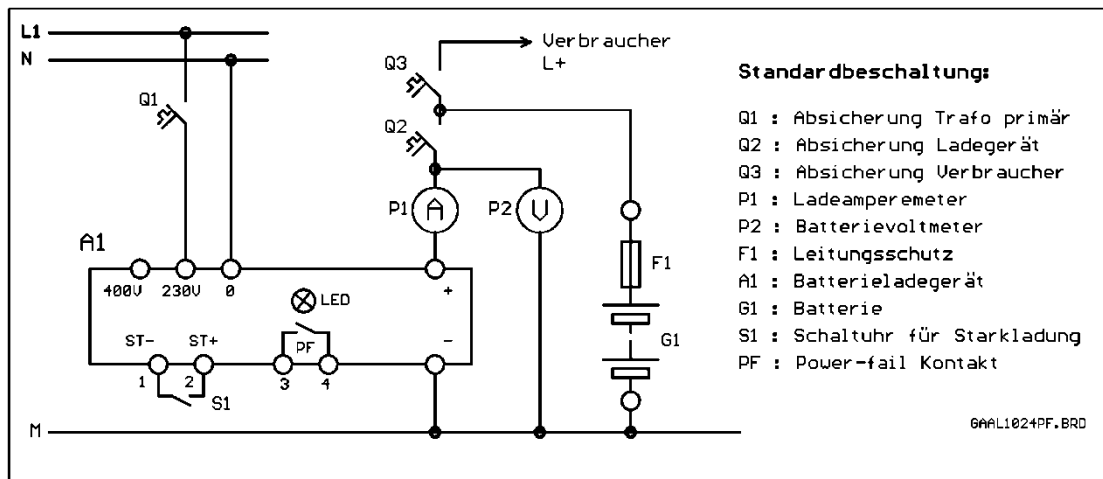 L1
N
Q1
Q3
Q2
Verbraucher
L+
P1 A
P2 V
A1
400V 230V 0
+
LED
ST- ST+
PF
-
1 2
3 4
S1
F1
G1
M
Standardbeschaltung:
Q1 : Absicherung Trafo primär
Q2 : Absicherung Ladegerät
Q3 : Absicherung Verbraucher
P1 : Ladeamperemeter
P2 : Batterievoltmeter
F1 : Leitungsschutz
A1 : Batterieladegerät
G1 : Batterie
S1 : Schaltuhr für Starkladung
PF : Power-fail Kontakt
GAAL1024PF.BRD